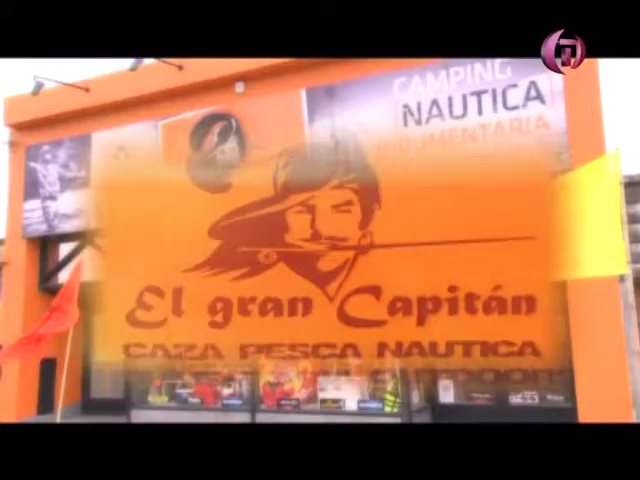 CAMPING
NAUTICA
INDUMENTARIA
El gran Capitán
CAZA PESCA NAUTICA